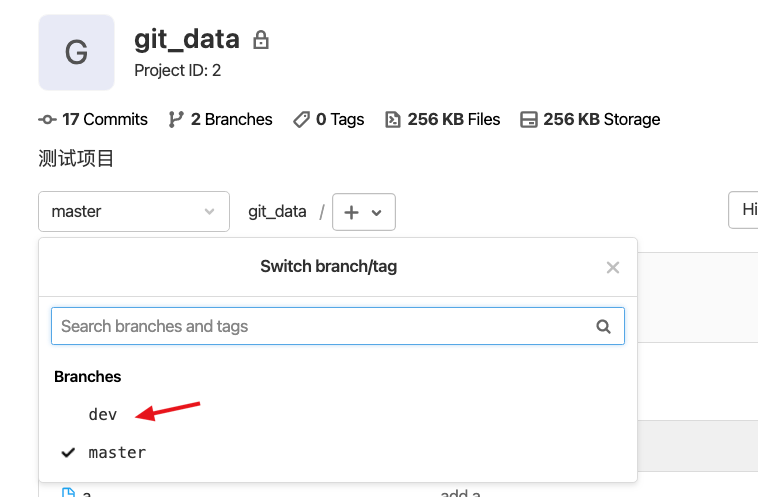 G
git_data
Project ID: 2
17 Commits 2 Branches 0 Tags 256 KB Files 256 KB Storage
测试项目
master git_data / + Hi
Switch branch/tag ×
Search branches and tags
Branches
dev
master
a add a